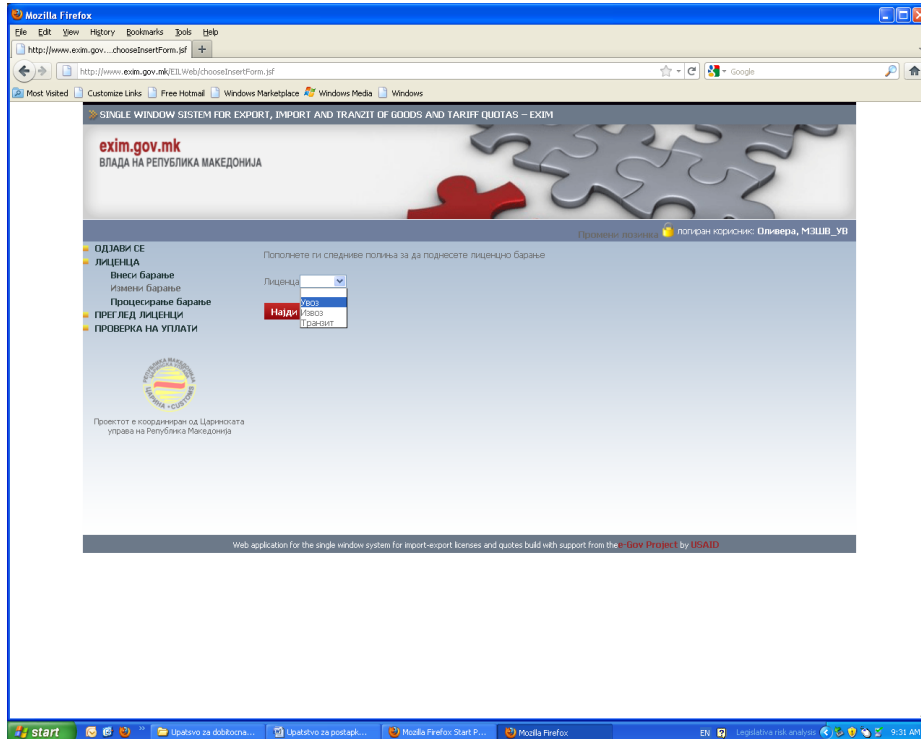 Mozilla Firefox
File Edit View History Bookmarks Tools Help
http://www.exim.gov....chooseInsertForm.jsf
http://www.exim.gov.mk/EILWeb/chooseInsertForm.jsf
Google
Most Visited Customize Links Free Hotmail Windows Marketplace Windows Media Windows
SINGLE WINDOW SISTEM FOR EXPORT, IMPORT AND TRANZIT OF GOODS AND TARIFF QUOTAS – EXIM
exim.gov.mk
ВЛАДА НА РЕПУБЛИКА МАКЕДОНИЈА
Промени лозинка логиран корисник: Оливера, МЗШВ_УВ
ОДЈАВИ СЕ
ЛИЦЕНЦА
Внеси барање
Измени барање
Процесирање барање
ПРЕГЛЕД ЛИЦЕНЦИ
ПРОВЕРКА НА УПЛАТИ
Пополнете ги следниве полиња за да поднесете лиценцно барање
Лиценца
Увоз
Извоз
Транзит
Најди
ЦАРИНА • CUSTOMS
Проектот е координиран од Царинската
управа на Република Македонија
Web application for the single window system for import-export licenses and quotes build with support from the e-Gov Project by USAID
start
Upatsvo za dobitocna...
Upatstvo za postapk...
Mozilla Firefox Start P...
Mozilla Firefox
EN
Legislativa risk analysis
9:31 AM